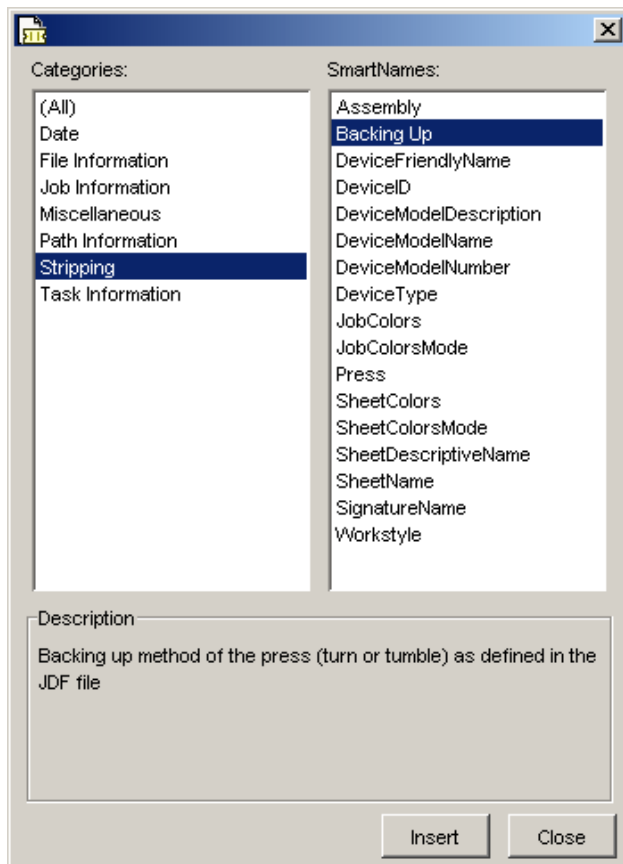 Categories:
(All)
Date
File Information
Job Information
Miscellaneous
Path Information
Stripping
Task Information
SmartNames:
Assembly
Backing Up
DeviceFriendlyName
DeviceID
DeviceModelDescription
DeviceModelName
DeviceModelNumber
DeviceType
JobColors
JobColorsMode
Press
SheetColors
SheetColorsMode
SheetDescriptiveName
SheetName
SignatureName
Workstyle
Description
Backing up method of the press (turn or tumble) as defined in the
JDF file
Insert
Close